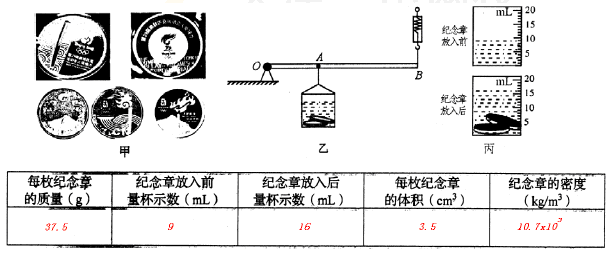 mL
20
15
10
5
纪念章
放入前
O
A
B
mL
20
15
10
5
纪念章
放入后
甲
乙
丙
每枚纪念章
的质量（g）
纪念章放入前
量杯示数（mL）
纪念章放入后
量杯示数（mL）
每枚纪念章
的体积（cm³）
纪念章的密度
（kg/m³）
37.5
9
16
3.5
10.7x10³